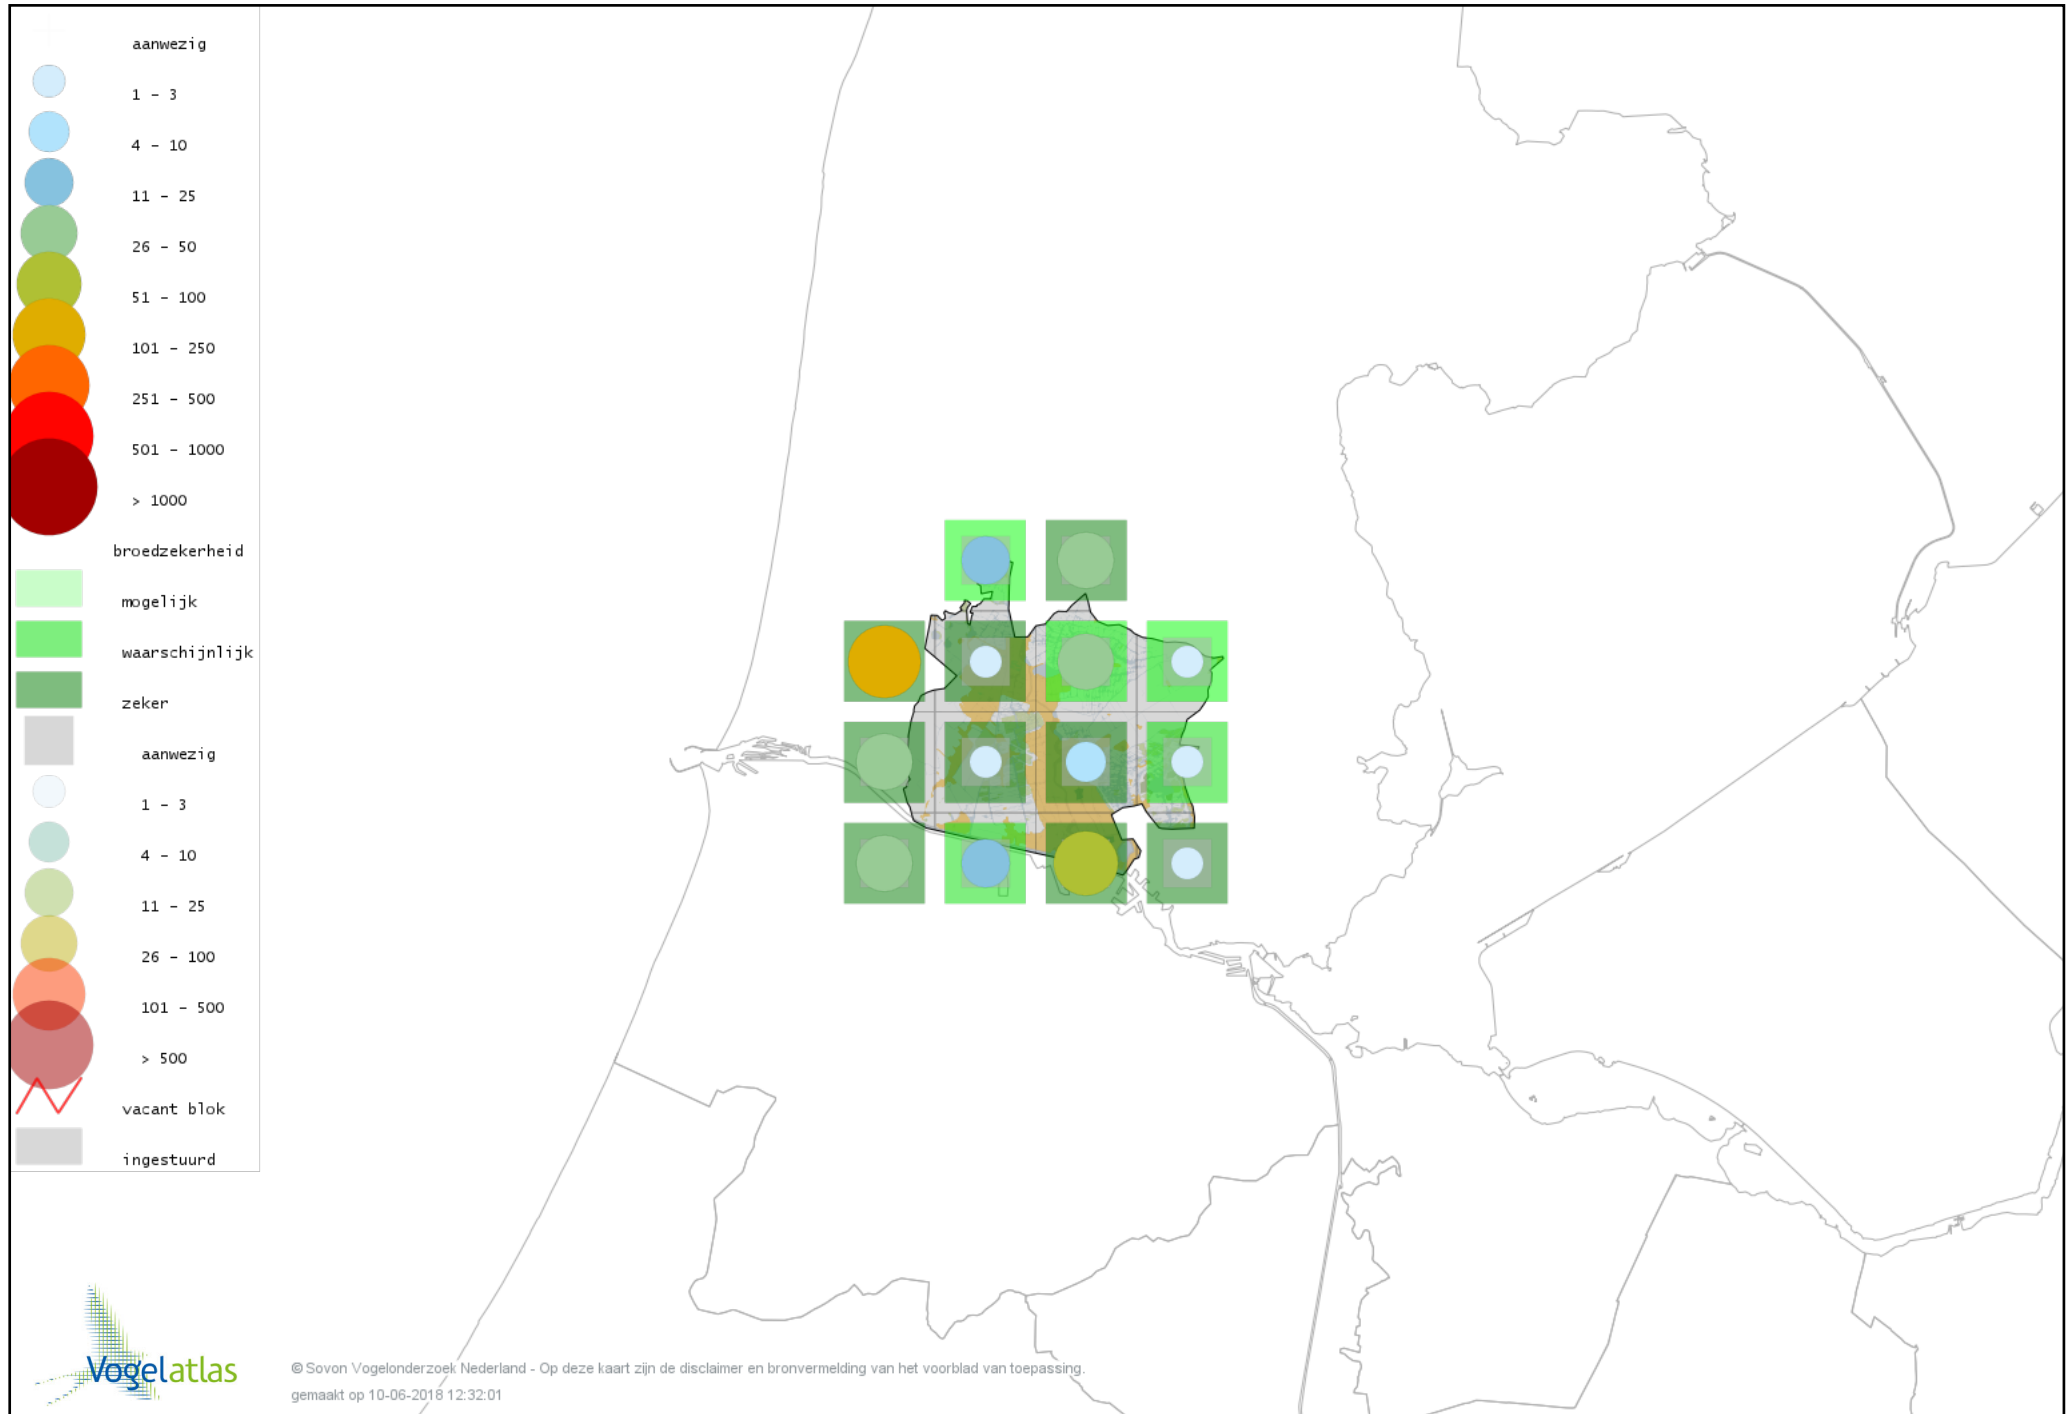 aanwezig
1 - 3
4 - 10
11 - 25
26 - 50
51 - 100
101 - 250
251 - 500
501 - 1000
> 1000
broedzekerheid
mogelijk
waarschijnlijk
zeker
aanwezig
1 - 3
4 - 10
11 - 25
26 - 100
101 - 500
> 500
vacant blok
ingestuurd
Vogelatlas
© Sovon Vogelonderzoek Nederland - Op deze kaart zijn de disclaimer en bronvermelding van het voorblad van toepassing.
gemaakt op 10-06-2018 12:32:01